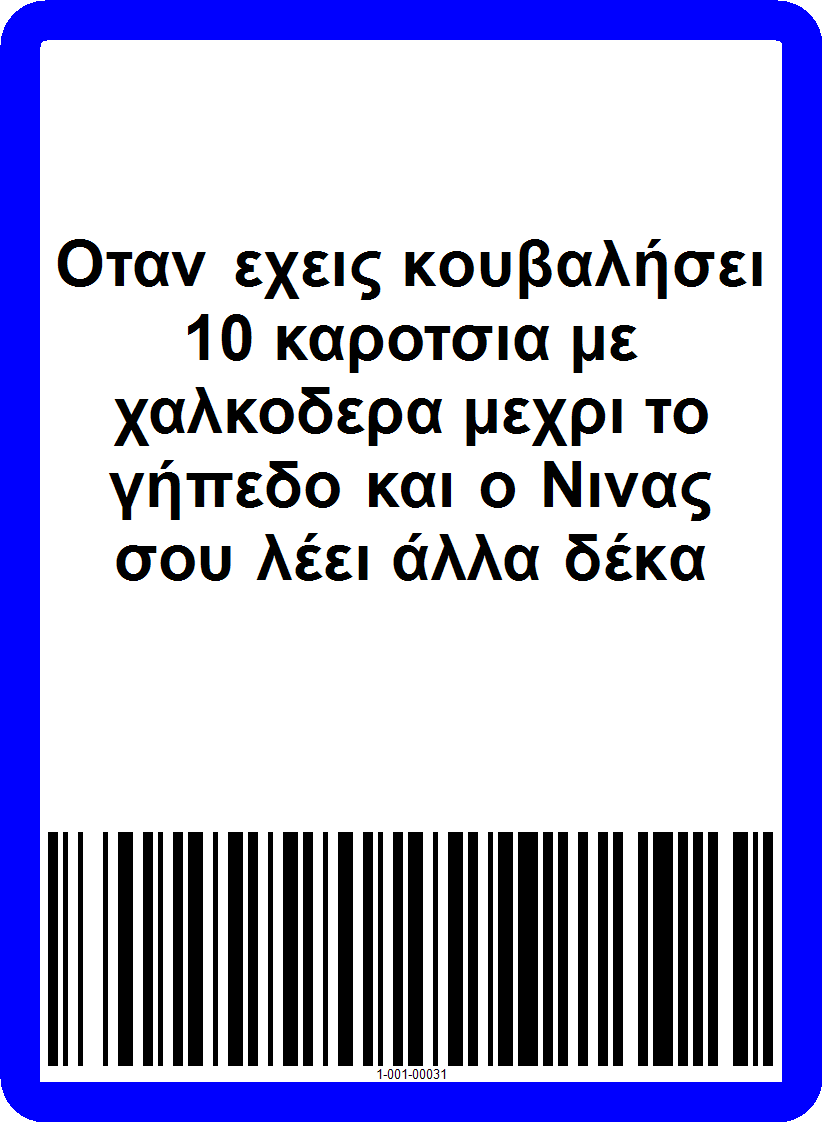 Οταν εχεις κουβαλήσει
10 καροτσια με
χαλκοδερα μεχρι το
γήπεδο και ο Νινας
σου λέει άλλα δέκα
1-001-00031